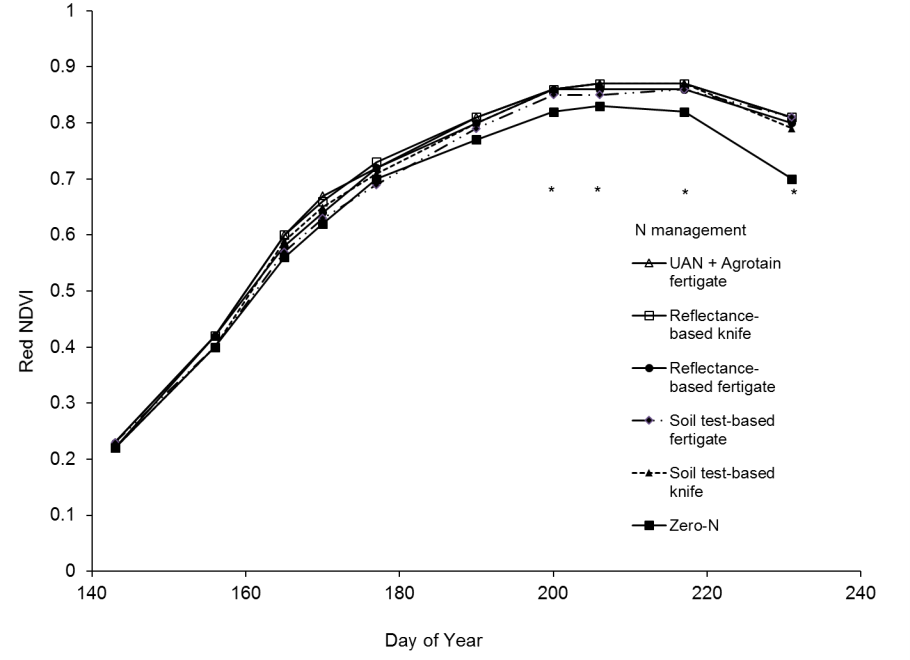 1
0.9
0.8
0.7
0.6
0.5
0.4
0.3
0.2
0.1
0
Red NDVI
* * * *
N management
UAN + Agrotain
fertigate
Reflectance-
based knife
Reflectance-
based fertigate
Soil test-based
fertigate
Soil test-based
knife
Zero-N
140 160 180 200 220 240
Day of Year